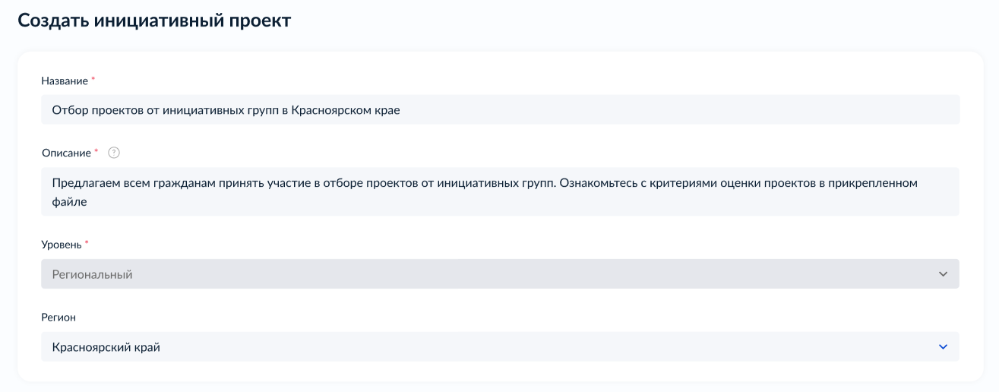 Создать инициативный проект
Название *
Отбор проектов от инициативных групп в Красноярском крае
Описание * ?
Предлагаем всем гражданам принять участие в отборе проектов от инициативных групп. Ознакомьтесь с критериями оценки проектов в прикрепленном
файле
Уровень *
Региональный
Регион
Красноярский край